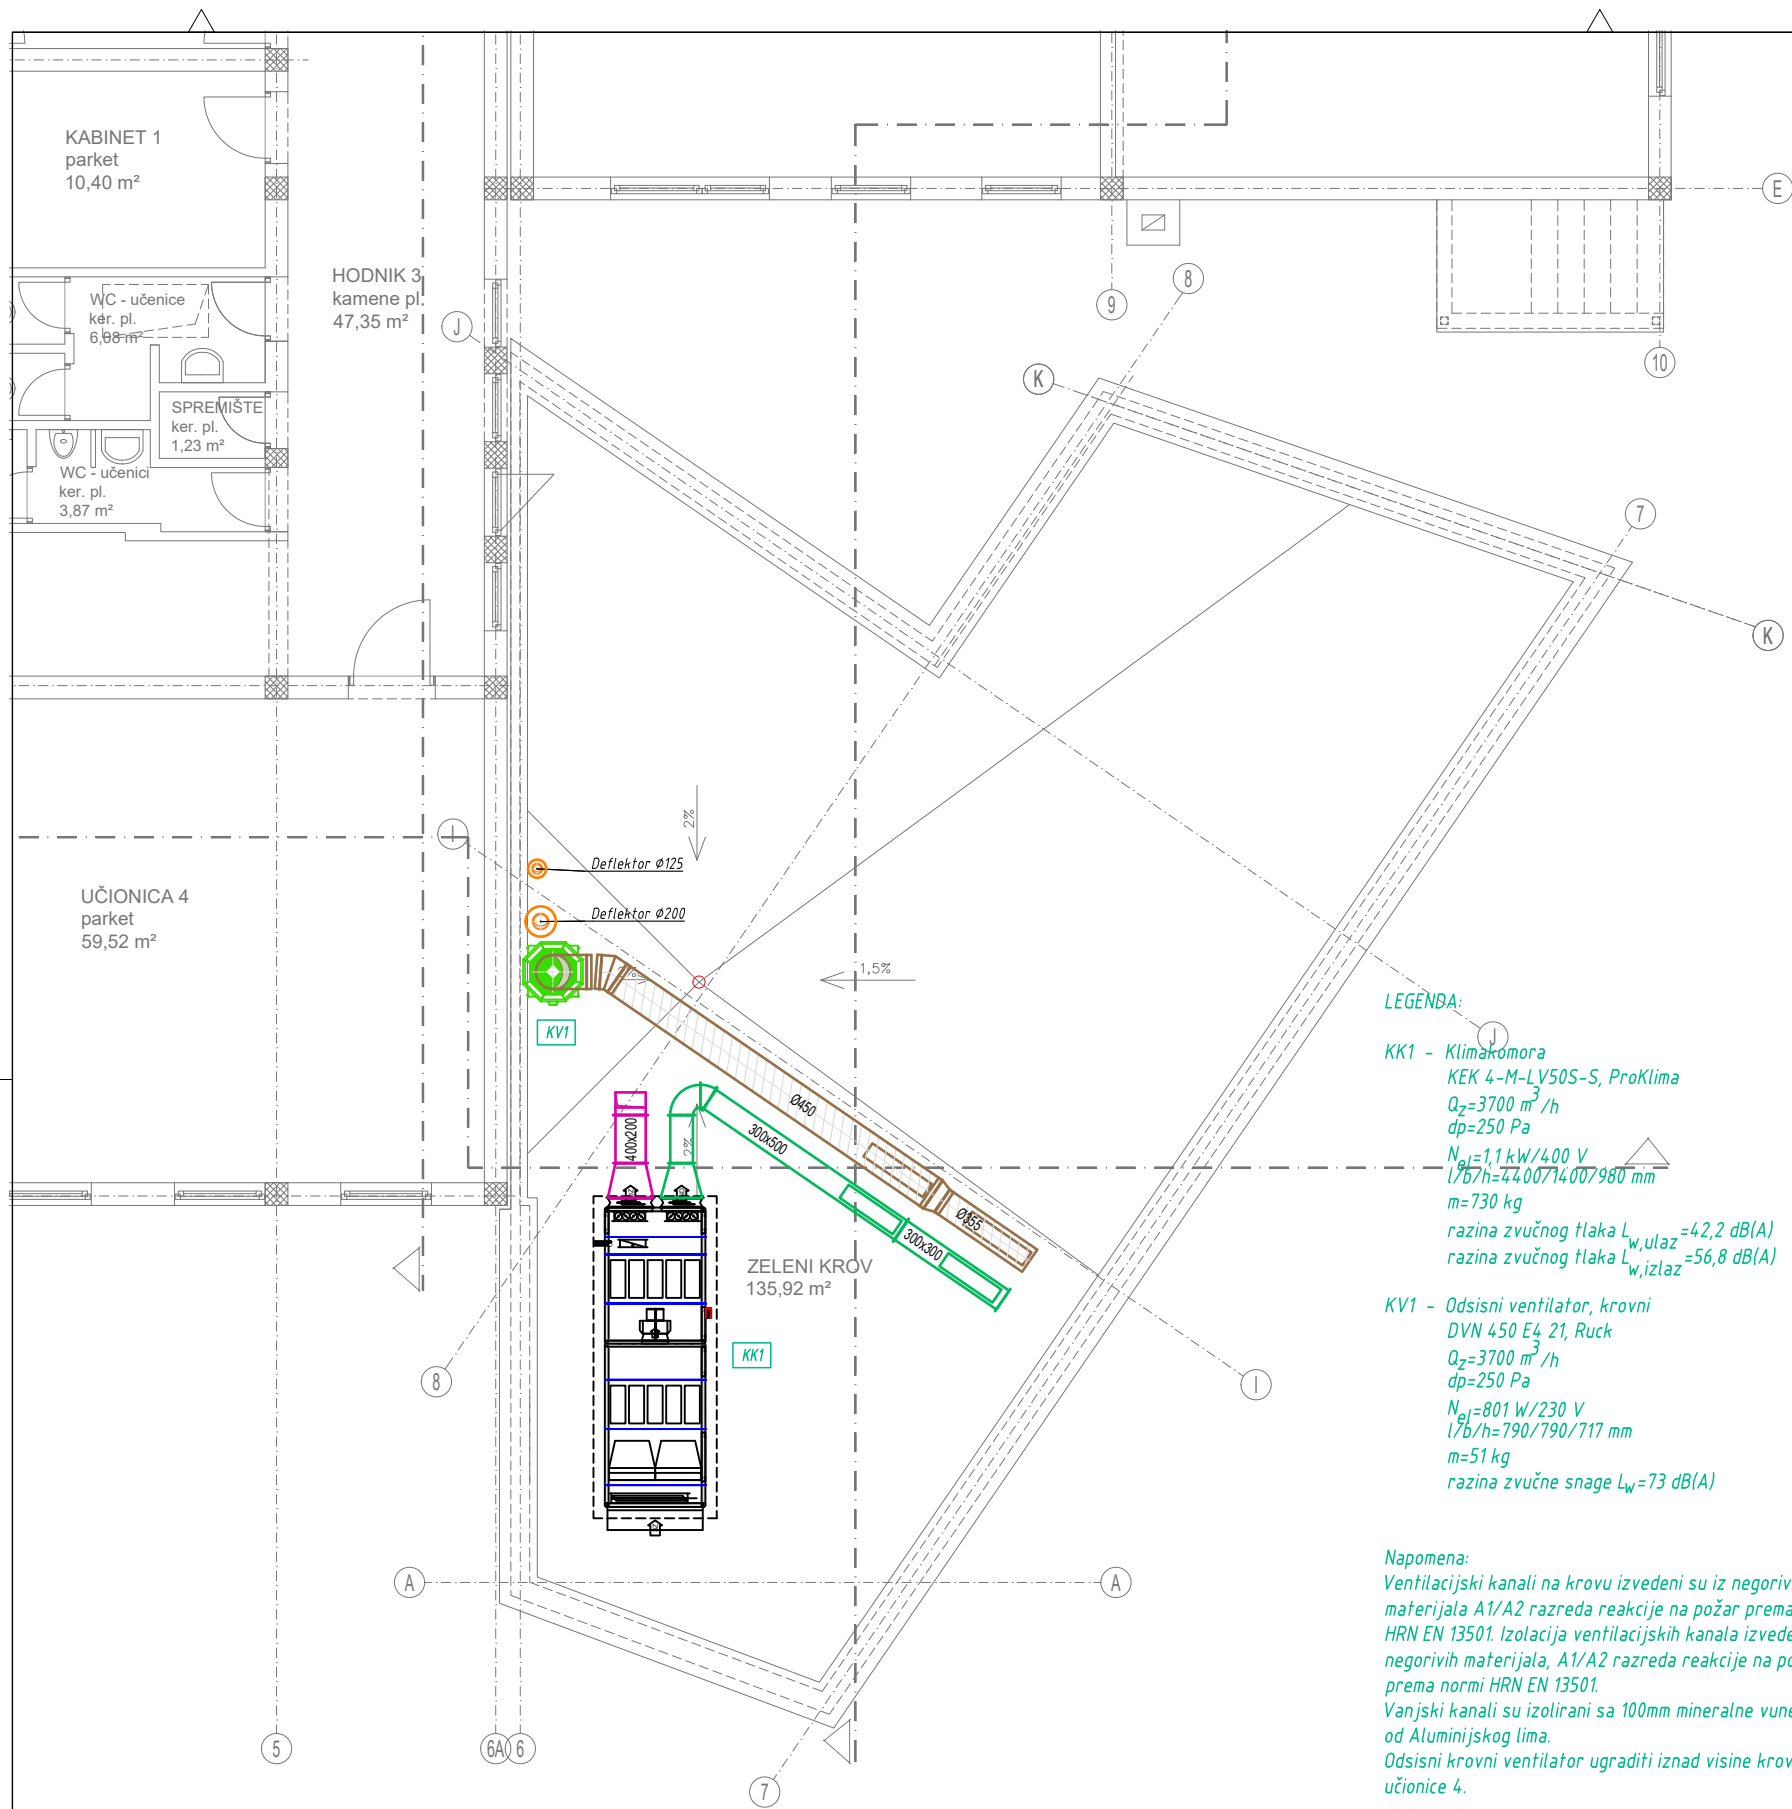 KABINET 1
parket
10,40 m²
HODNIK 3
kamene pl.
47,35 m²
WC - učenice
ker. pl.
6,08 m²
SPREMIŠTE
ker. pl.
1,23 m²
WC - učenici
ker. pl.
3,87 m²
E
8
9
10
J
K
7
K
I
UČIONICA 4
parket
59,52 m²
2%
Deflektor Ø125
Deflektor Ø200
1,5%
KV1
Ø450
400x200
2%
300x500
Ø355
300x300
ZELENI KROV
135,92 m²
KK1
8
I
J
A
A
5
6A
6
7
LEGENDA:
KK1 - Klimakomora
KEK 4-M-LV50S-S, ProKlima
Qz=3700 m³/h
dp=250 Pa
Nel=1,1 kW/400 V
l/b/h=4400/1400/980 mm
m=730 kg
razina zvučnog tlaka Lw,ulaz=42,2 dB(A)
razina zvučnog tlaka Lw,izlaz=56,8 dB(A)
KV1 - Odsisni ventilator, krovni
DVN 450 E4 21, Ruck
Qz=3700 m³/h
dp=250 Pa
Nel=801 W/230 V
l/b/h=790/790/717 mm
m=51 kg
razina zvučne snage Lw=73 dB(A)
Napomena:
Ventilacijski kanali na krovu izvedeni su iz negoriv
materijala A1/A2 razreda reakcije na požar prema
HRN EN 13501. Izolacija ventilacijskih kanala izvede
negorivih materijala, A1/A2 razreda reakcije na po
prema normi HRN EN 13501.
Vanjski kanali su izolirani sa 100mm mineralne vune
od Aluminijskog lima.
Odsisni krovni ventilator ugraditi iznad visine krov
učionice 4.